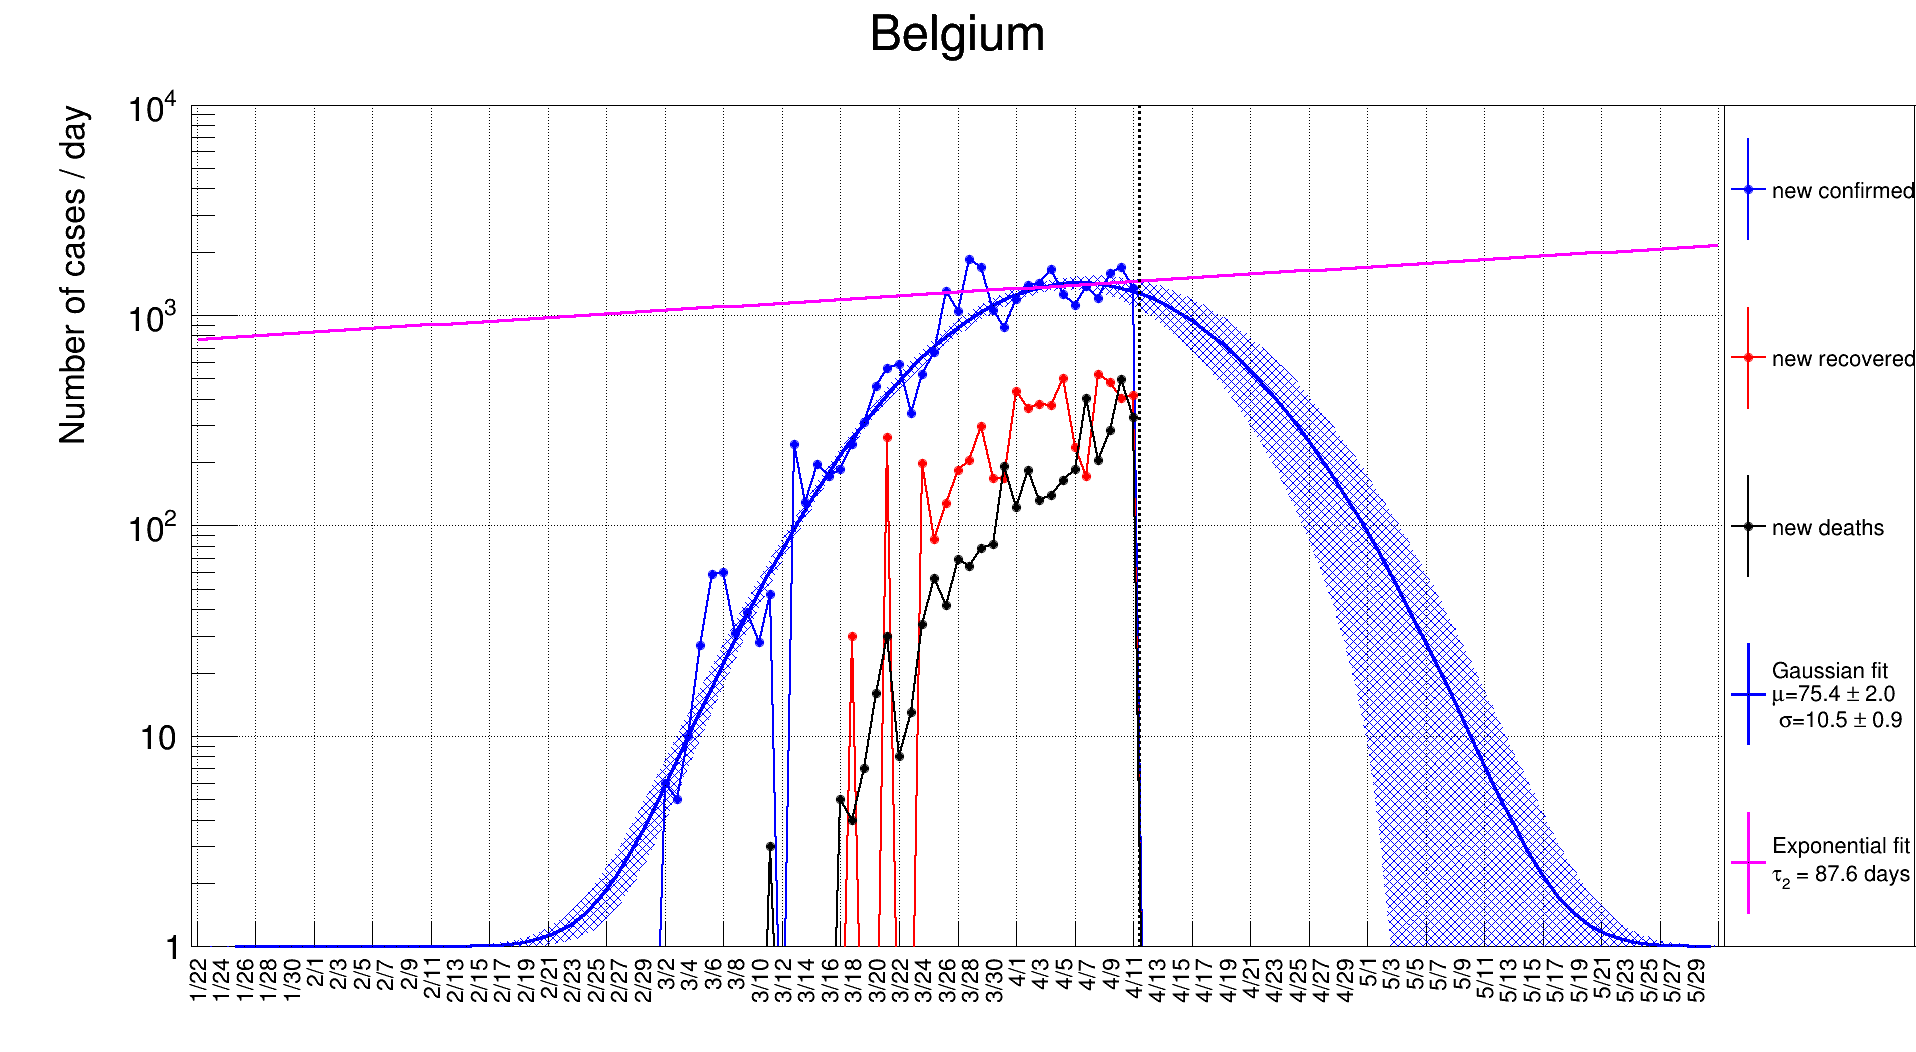 Belgium
Number of cases / day
10^4
10^3
10^2
10
1
1/22 1/24 1/26 1/28 1/30 2/1 2/3 2/5 2/7 2/9 2/11 2/13 2/15 2/17 2/19 2/21 2/23 2/25 2/27 2/29 3/2 3/4 3/6 3/8 3/10 3/12 3/14 3/16 3/18 3/20 3/22 3/24 3/26 3/28 3/30 4/1 4/3 4/5 4/7 4/9 4/11 4/13 4/15 4/17 4/19 4/21 4/23 4/25 4/27 4/29 5/1 5/3 5/5 5/7 5/9 5/11 5/13 5/15 5/17 5/19 5/21 5/23 5/25 5/27 5/29
new confirmed
new recovered
new deaths
Gaussian fit
μ=75.4 ± 2.0
σ=10.5 ± 0.9
Exponential fit
τ₂ = 87.6 days